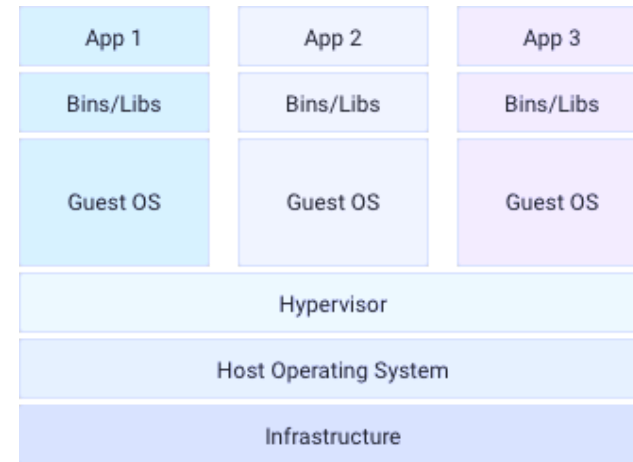 App 1
App 2
App 3
Bins/Libs
Bins/Libs
Bins/Libs
Guest OS
Guest OS
Guest OS
Hypervisor
Host Operating System
Infrastructure